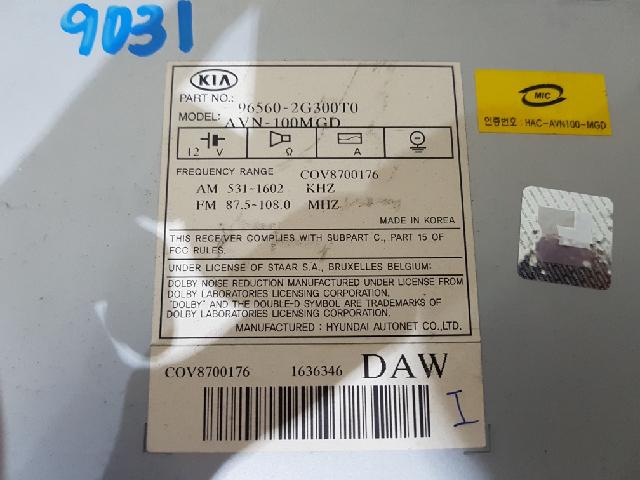 9031
KIA
PART NO.: 96560-2G300T0
MODEL: AVN-100MGD
12 V
Ω
A
FREQUENCY RANGE COV8700176
AM 531~1602 KHZ
FM 87.5~108.0 MHZ
MADE IN KOREA
THIS RECEIVER COMPLIES WITH SUBPART C., PART 15 OF
FCC RULES.
UNDER LICENSE OF STAAR S.A., BRUXELLES BELGIUM:
DOLBY NOISE REDUCTION MANUFACTURED UNDER LICENSE FROM
DOLBY LABORATORIES LICENSING CORPORATION.
"DOLBY" AND THE DOUBLE-D SYMBOL ARE TRADEMARKS OF
DOLBY LABORATORIES LICENSING CORPORATION.
MANUFACTURED : HYUNDAI AUTONET CO.,LTD.
COV8700176 1636346 DAW
I
MIC
인증번호 : HAC-AVN100-MGD